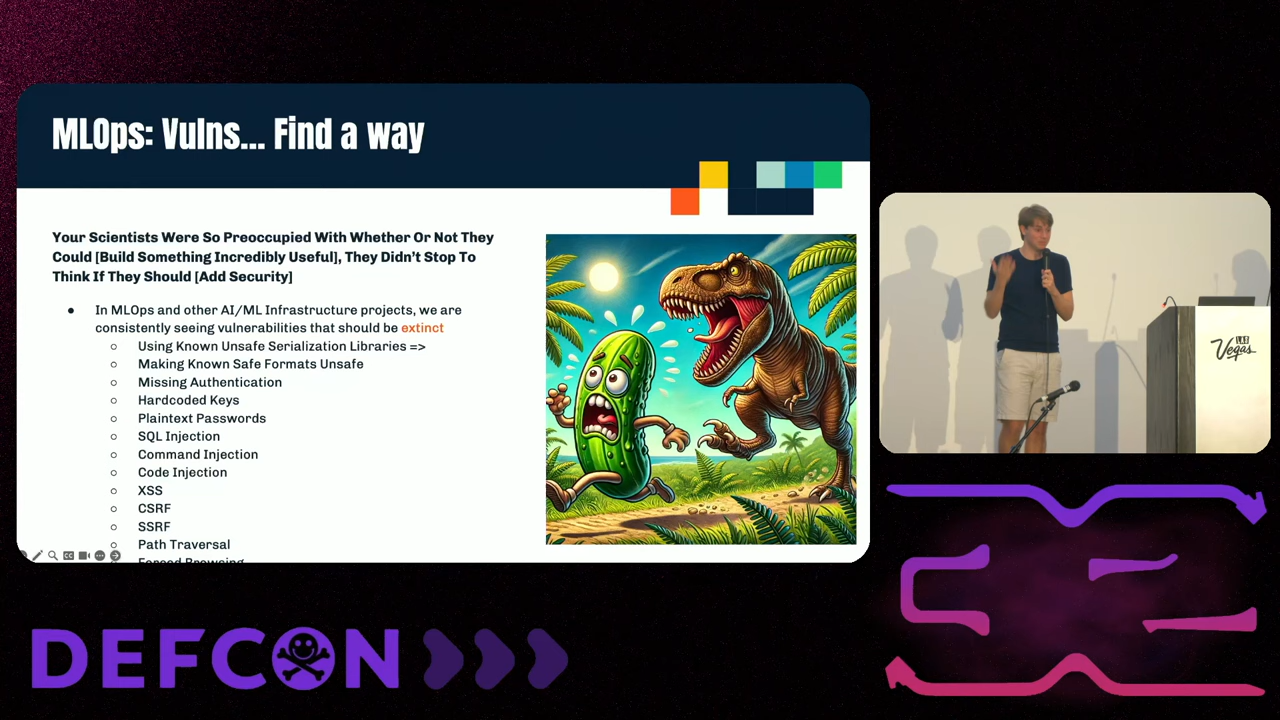 MLOps: Vulns... Find a way
Your Scientists Were So Preoccupied With Whether Or Not They
Could [Build Something Incredibly Useful], They Didn’t Stop To
Think If They Should [Add Security]
● In MLOps and other AI/ML Infrastructure projects, we are
consistently seeing vulnerabilities that should be extinct
○ Using Known Unsafe Serialization Libraries =>
○ Making Known Safe Formats Unsafe
○ Missing Authentication
○ Hardcoded Keys
○ Plaintext Passwords
○ SQL Injection
○ Command Injection
○ Code Injection
○ XSS
○ CSRF
○ SSRF
○ Path Traversal
○ Forced Browsing
LAS
Vegas
DEFCON